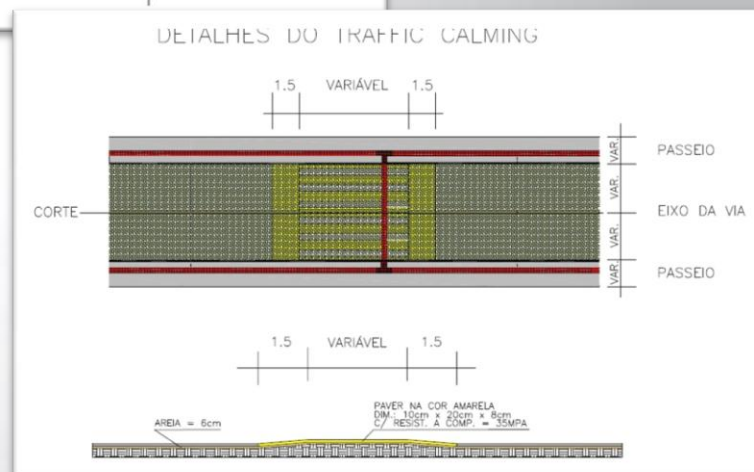 DETALHES DO TRAFFIC CALMING
1.5 VARIÁVEL 1.5
VAR. PASSEIO
VAR.
CORTE EIXO DA VIA
VAR.
VAR. PASSEIO
1.5 VARIÁVEL 1.5
AREIA = 6cm
PAVER NA COR AMARELA
DIM.: 10cm x 20cm x 8cm
C/ RESIST. A COMP. = 35MPA